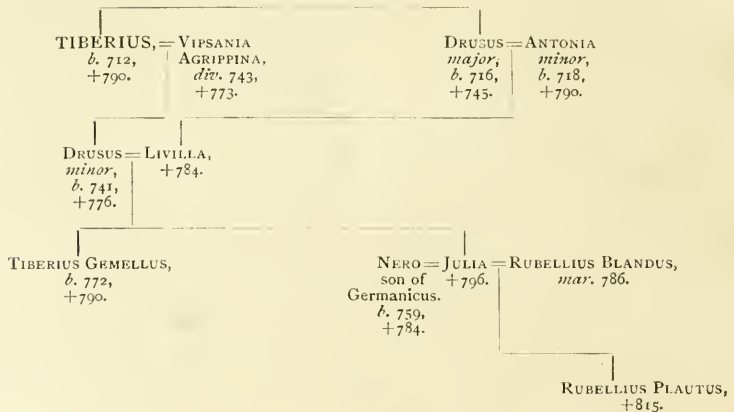 TIBERIUS, = VIPSANIA
b. 712, AGRIPPINA,
+790. div. 743,
+773.
DRUSUS = ANTONIA
major, minor,
b. 716, b. 718,
+745. +790.
DRUSUS = LIVILLA,
minor, +784.
b. 741,
+776.
TIBERIUS GEMELLUS,
b. 772,
+790.
NERO = JULIA = RUBELLIUS BLANDUS,
son of +796. mar. 786.
Germanicus.
b. 759,
+784.
RUBELLIUS PLAUTUS,
+815.